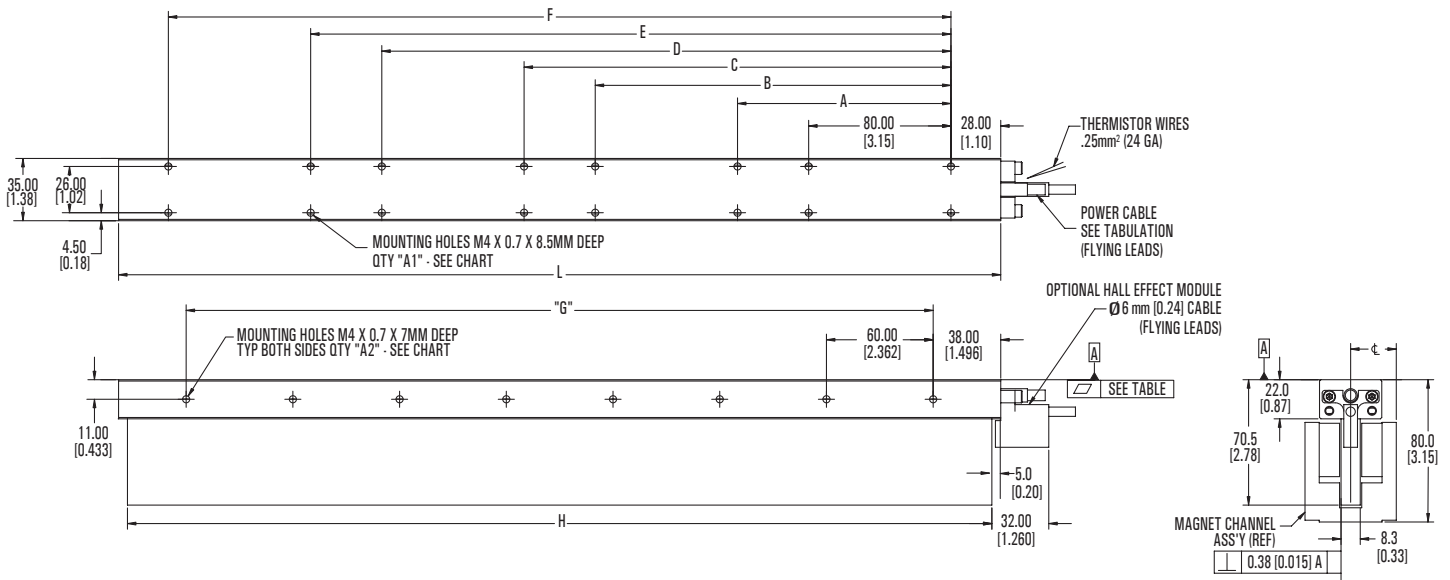 F
E
D
C
B
A
80.00
[3.15]
28.00
[1.10]
THERMISTOR WIRES
.25mm² (24 GA)
35.00
[1.38]
26.00
[1.02]
4.50
[0.18]
MOUNTING HOLES M4 X 0.7 X 8.5MM DEEP
QTY "A1" - SEE CHART
POWER CABLE
SEE TABULATION
(FLYING LEADS)
L
OPTIONAL HALL EFFECT MODULE
Ø 6 mm [0.24] CABLE
(FLYING LEADS)
"G"
MOUNTING HOLES M4 X 0.7 X 7MM DEEP
TYP BOTH SIDES QTY "A2" - SEE CHART
60.00
[2.362]
38.00
[1.496]
A
SEE TABLE
11.00
[0.433]
5.0
[0.20]
H
32.00
[1.260]
A
℄
22.0
[0.87]
70.5
[2.78]
80.0
[3.15]
MAGNET CHANNEL
ASS'Y (REF)
8.3
[0.33]
⊥ 0.38 [0.015] A